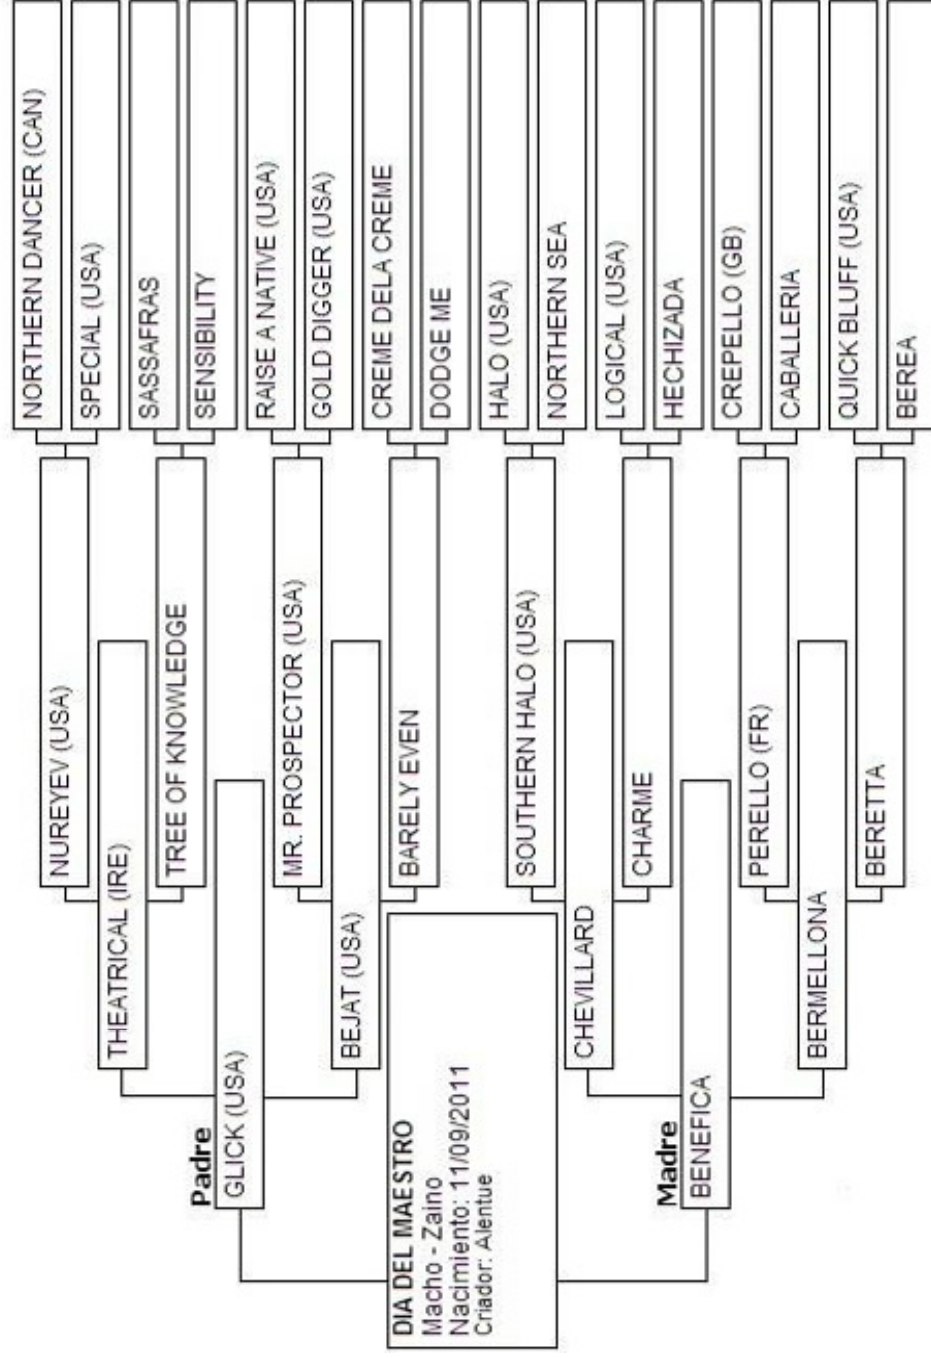 DIA DEL MAESTRO
Macho - Zaino
Nacimiento: 11/09/2011
Criador: Alentue
Padre
GLICK (USA)
THEATRICAL (IRE)
NUREYEV (USA)
NORTHERN DANCER (CAN)
SPECIAL (USA)
TREE OF KNOWLEDGE
SASSAFRAS
SENSIBILITY
BEJAT (USA)
MR. PROSPECTOR (USA)
RAISE A NATIVE (USA)
GOLD DIGGER (USA)
BARELY EVEN
CREME DELA CREME
DODGE ME
Madre
BENEFICA
CHEVILLARD
SOUTHERN HALO (USA)
HALO (USA)
NORTHERN SEA
CHARME
LOGICAL (USA)
HECHIZADA
BERMELLONA
PERELLO (FR)
CREPELLO (GB)
CABALLERIA
BERETTA
QUICK BLUFF (USA)
BEREA